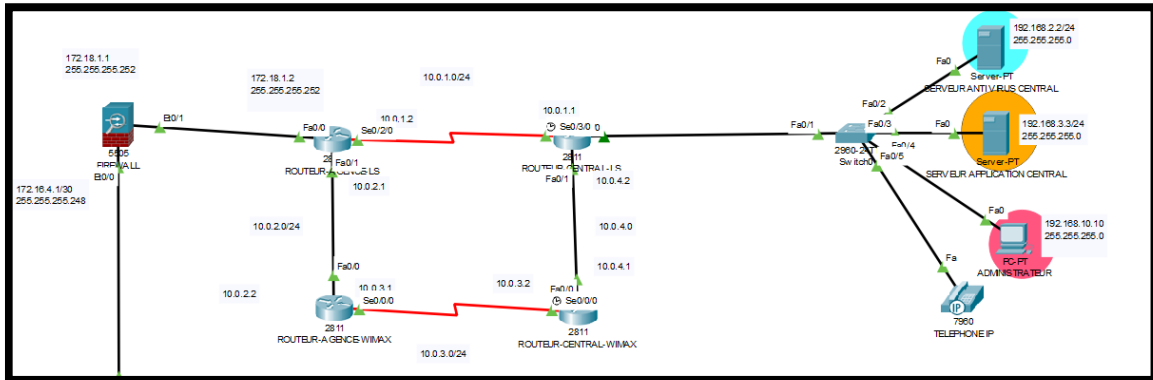 172.18.1.1
255.255.255.252
Et0/1
5505
FIREWALL
172.16.4.1/30
255.255.255.248
Et0/0
172.18.1.2
255.255.255.252
Fa0/0
10.0.1.2
Se0/2/0
Fa0/1
10.0.2.1
10.0.1.0/24
10.0.1.1
Se0/3/0
2811
ROUTEUR-CENTRAL-LS
Fa0/1
10.0.4.2
10.0.2.0/24
10.0.4.0
Fa0/0
10.0.4.1
10.0.2.2
10.0.3.1
Se0/0/0
2811
ROUTEUR-AGENCE-WIMAX
10.0.3.2
Fa0/0
Se0/0/0
2811
ROUTEUR-CENTRAL-WIMAX
10.0.3.0/24
Fa0/1
Fa0/2
Fa0/3
Fa0/5
2960-24T
Switch0
Fa0
192.168.2.2/24
255.255.255.0
Server-PT
SERVEUR ANTIVIRUS CENTRAL
Fa0
192.168.3.3/24
255.255.255.0
Server-PT
SERVEUR APPLICATION CENTRAL
Fa0
192.168.10.10
255.255.255.0
PC-PT
ADMINISTRATEUR
Fa
IP
7960
TELEPHONE IP